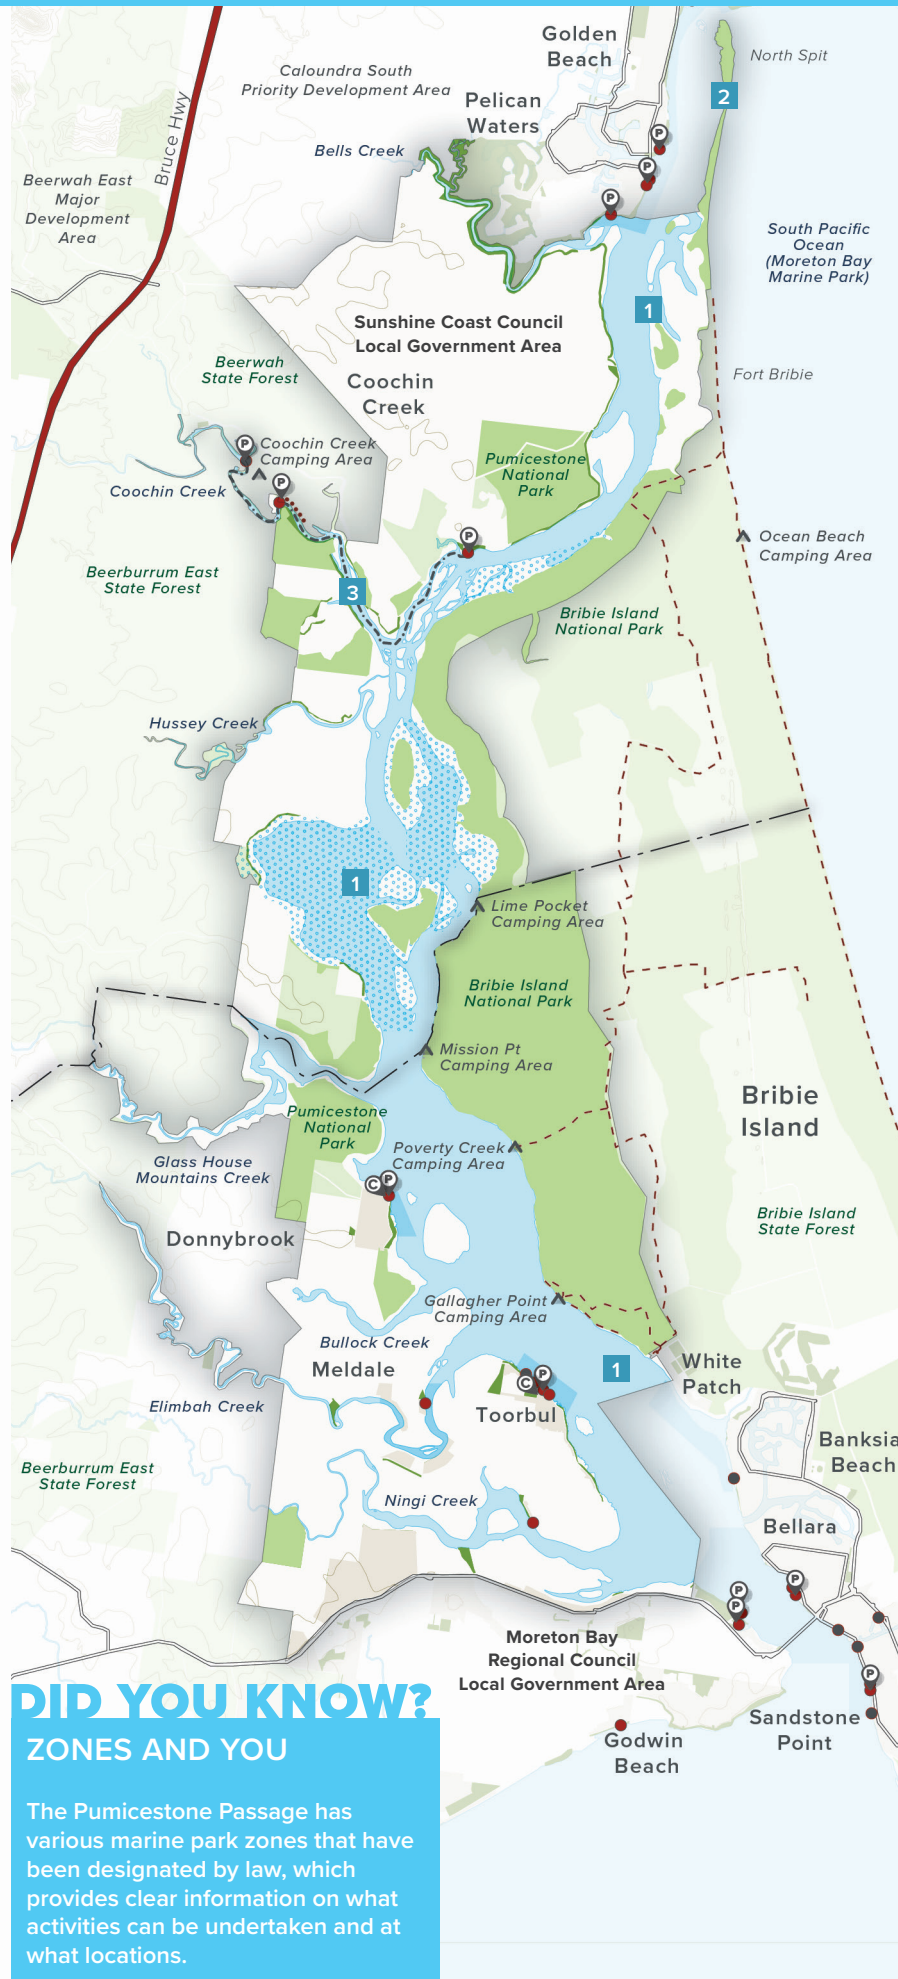 Golden
Beach
North Spit
Caloundra South
Priority Development Area
2
Pelican
Waters
P
Bruce Hwy
Bells Creek
P
Beerwah East
Major
Development
Area
P
South Pacific
Ocean
(Moreton Bay
Marine Park)
1
Sunshine Coast Council
Local Government Area
Beerwah
State Forest
Fort Bribie
Coochin
Creek
P
Coochin Creek
Camping Area
Pumicestone
National
Park
P
Coochin Creek
P
Ocean Beach
Camping Area
Beerburrum East
State Forest
3
Bribie Island
National Park
Hussey Creek
1
Lime Pocket
Camping Area
Bribie Island
National Park
Mission Pt
Camping Area
Bribie
Island
Pumicestone
National
Park
Poverty Creek
Camping Area
Glass House
Mountains Creek
C
P
Bribie Island
State Forest
Donnybrook
Gallagher Point
Camping Area
Bullock Creek
Meldale
1
White
Patch
C
P
Toorbul
Elimbah Creek
Banksia
Beach
Beerburrum East
State Forest
Ningi Creek
Bellara
P
P
P
Moreton Bay
Regional Council
Local Government Area
P
Sandstone
Point
Godwin
Beach
DID YOU KNOW?
ZONES AND YOU
The Pumicestone Passage has
various marine park zones that have
been designated by law, which
provides clear information on what
activities can be undertaken and at
what locations.